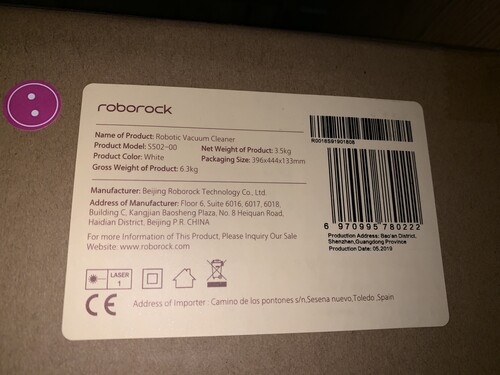 roborock
Name of Product: Robotic Vacuum Cleaner
Product Model: S502-00 Net Weight of Product: 3.5kg
Product Color: White Packaging Size: 396x444x133mm
Gross Weight of Product: 6.3kg
Manufacturer: Beijing Roborock Technology Co., Ltd.
Address of Manufacturer: Floor 6, Suite 6016, 6017, 6018,
Building C, Kangjian Baosheng Plaza, No. 8 Heiquan Road,
Haidian District, Beijing P.R. CHINA
For more Information of This Product, Please Inquiry Our Sale
Website: www.roborock.com
LASER
1
CE
Address of Importer : Camino de los pontones s/n,Sesena nuevo,Toledo ,Spain
R0018S91901808
6 970995 780222
Production Address: Bao'an District,
Shenzhen,Guangdong Province
Production Date: 05.2019